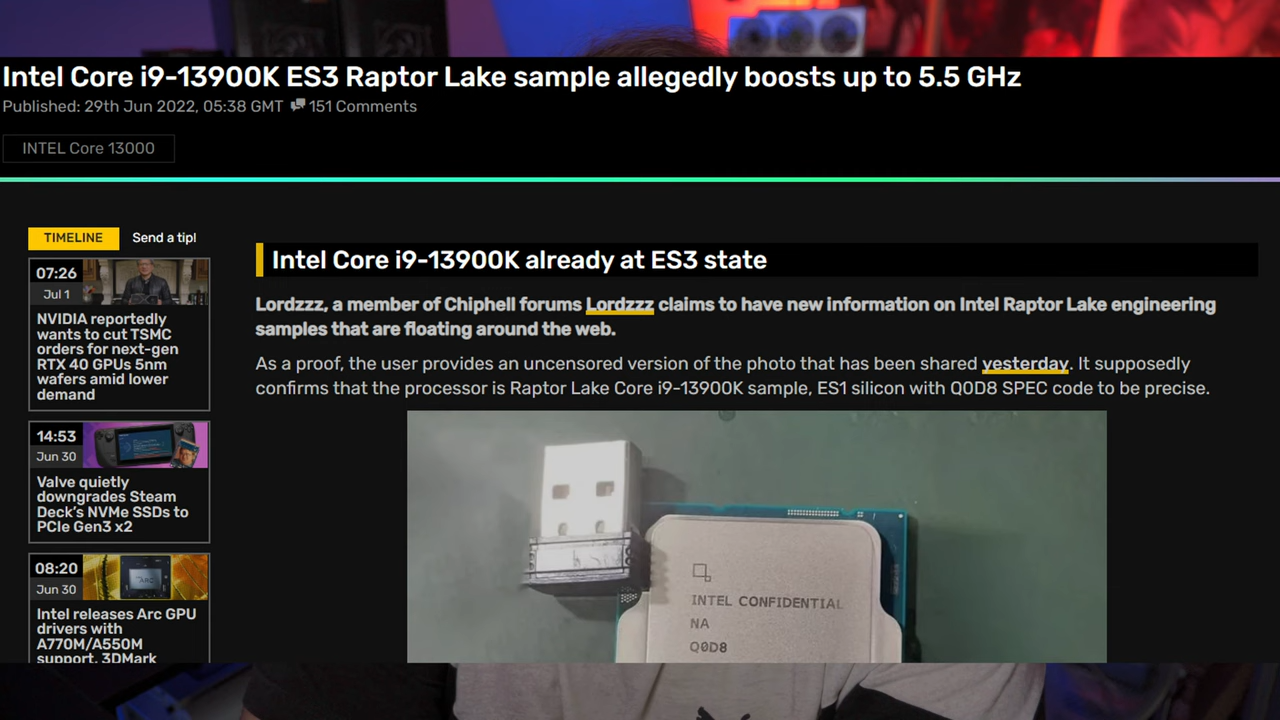 Intel Core i9-13900K ES3 Raptor Lake sample allegedly boosts up to 5.5 GHz
Published: 29th Jun 2022, 05:38 GMT 151 Comments
INTEL Core 13000
TIMELINE Send a tip!
07:26
Jul 1
NVIDIA reportedly
wants to cut TSMC
orders for next-gen
RTX 40 GPUs 5nm
wafers amid lower
demand
14:53
Jun 30
Valve quietly
downgrades Steam
Deck's NVMe SSDs to
PCIe Gen3 x2
08:20
Jun 30
ARC
Intel releases Arc GPU
drivers with
A770M/A550M
support, 3DMark
Intel Core i9-13900K already at ES3 state
Lordzzz, a member of Chiphell forums Lordzzz claims to have new information on Intel Raptor Lake engineering
samples that are floating around the web.
As a proof, the user provides an uncensored version of the photo that has been shared yesterday. It supposedly
confirms that the processor is Raptor Lake Core i9-13900K sample, ES1 silicon with Q0D8 SPEC code to be precise.
INTEL CONFIDENTIAL
NA
Q0D8